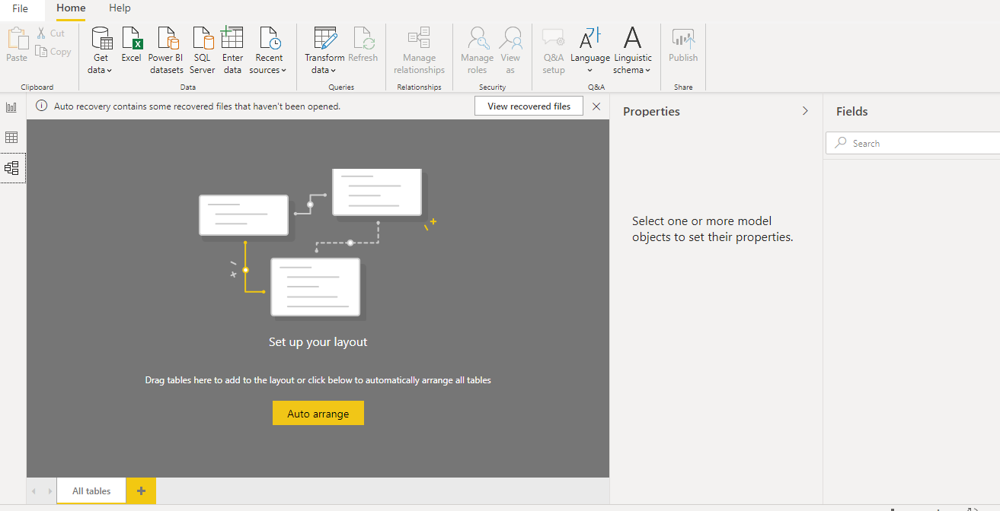 File Home Help
Paste Cut
Copy
Clipboard
Get data
Excel
Power BI datasets
SQL Server
Enter data
Recent sources
Data
Transform data
Refresh
Queries
Manage relationships
Relationships
Manage roles
View as
Security
Q&A setup
Language
Linguistic schema
Q&A
Publish
Share
Auto recovery contains some recovered files that haven't been opened.
View recovered files
Set up your layout
Drag tables here to add to the layout or click below to automatically arrange all tables
Auto arrange
All tables
Properties
Select one or more model
objects to set their properties.
Fields
Search